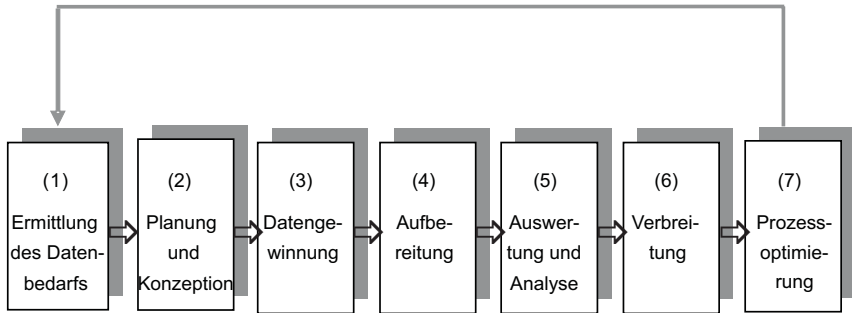 (1)
Ermittlung
des Daten-
bedarfs
(2)
Planung
und
Konzeption
(3)
Datenge-
winnung
(4)
Aufbe-
reitung
(5)
Auswer-
tung und
Analyse
(6)
Verbrei-
tung
(7)
Prozess-
optimie-
rung